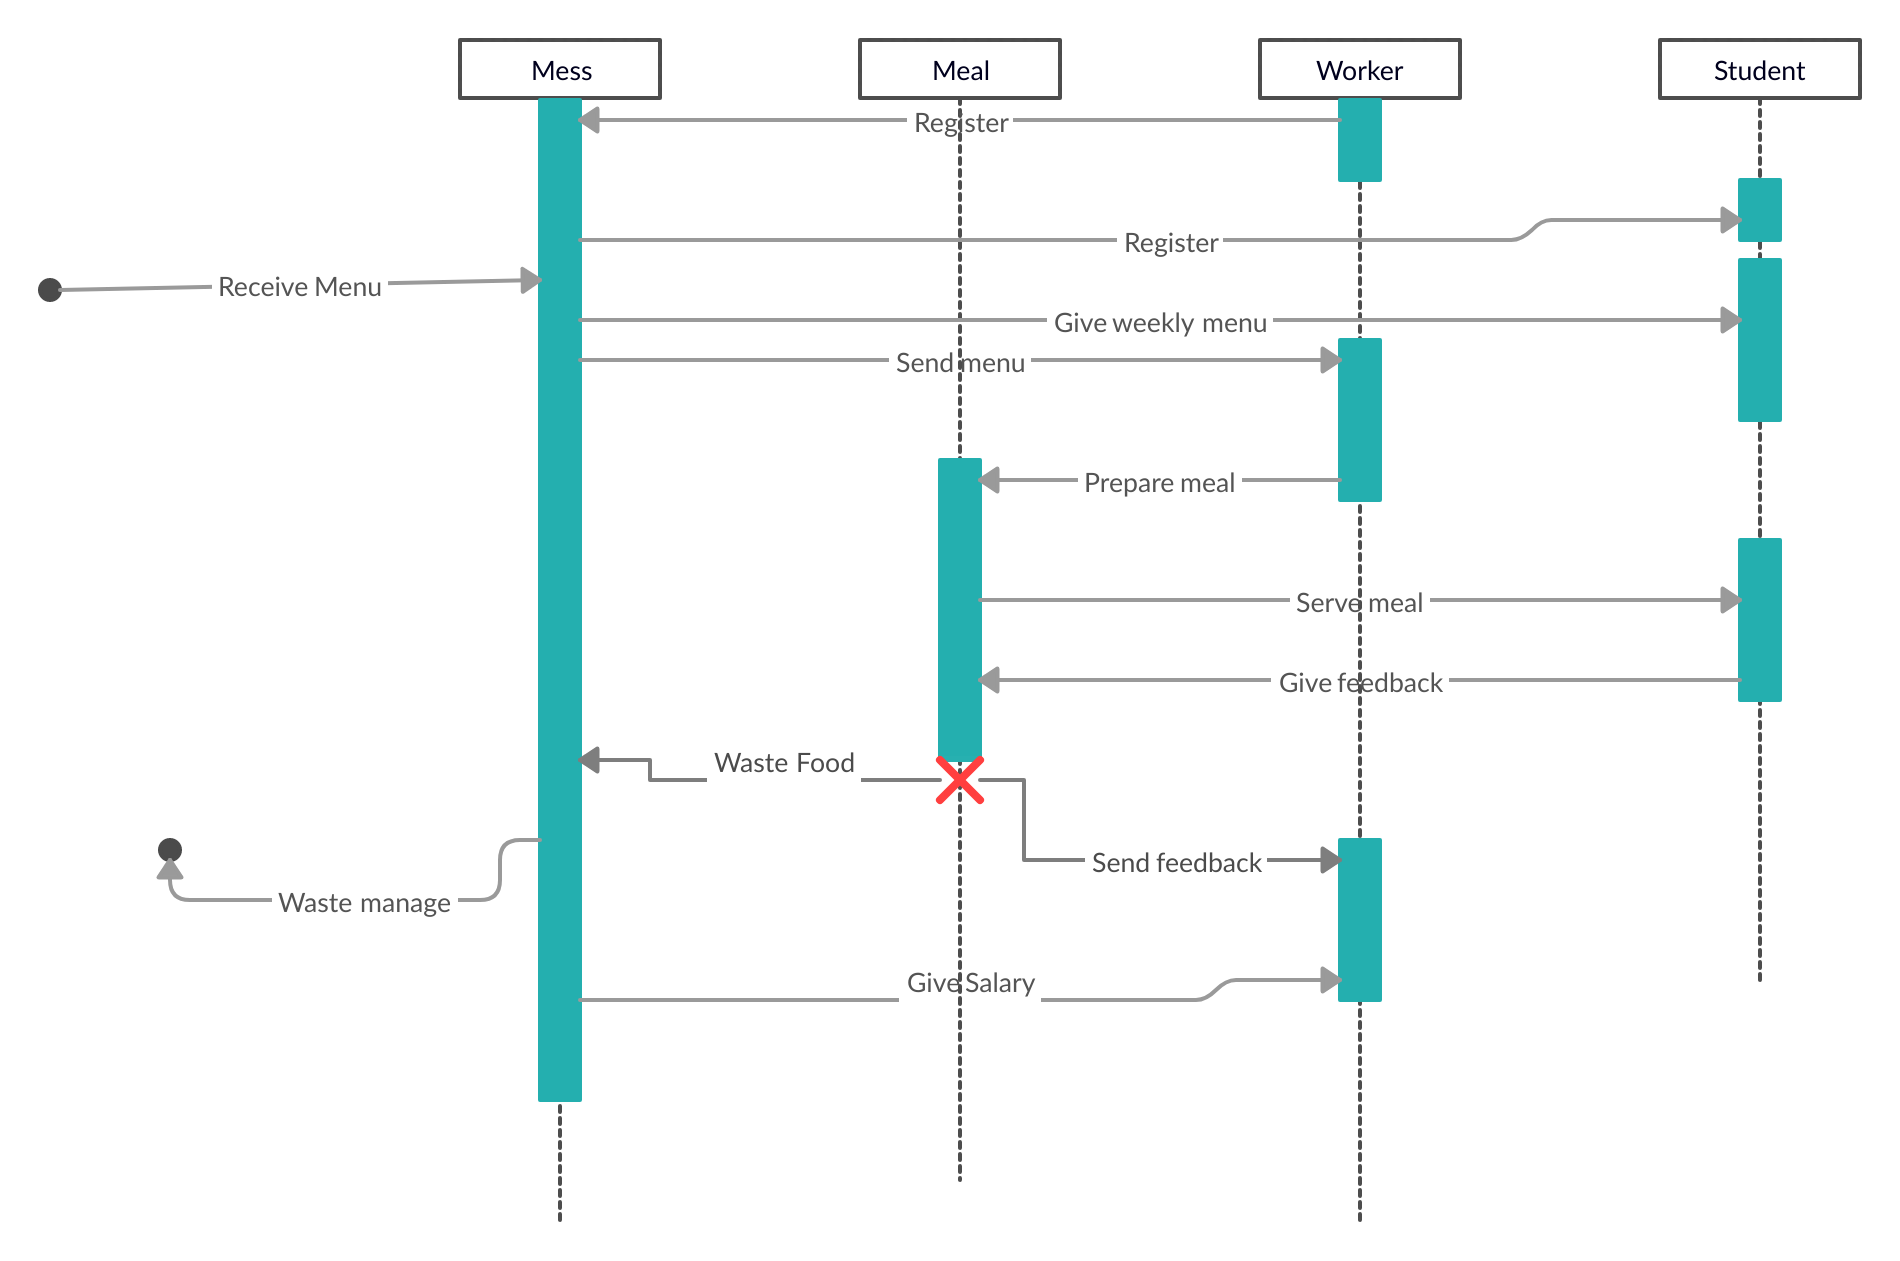 Mess
Meal
Worker
Student
Register
Register
Receive Menu
Give weekly menu
Send menu
Prepare meal
Serve meal
Give feedback
Waste Food
Send feedback
Waste manage
Give Salary